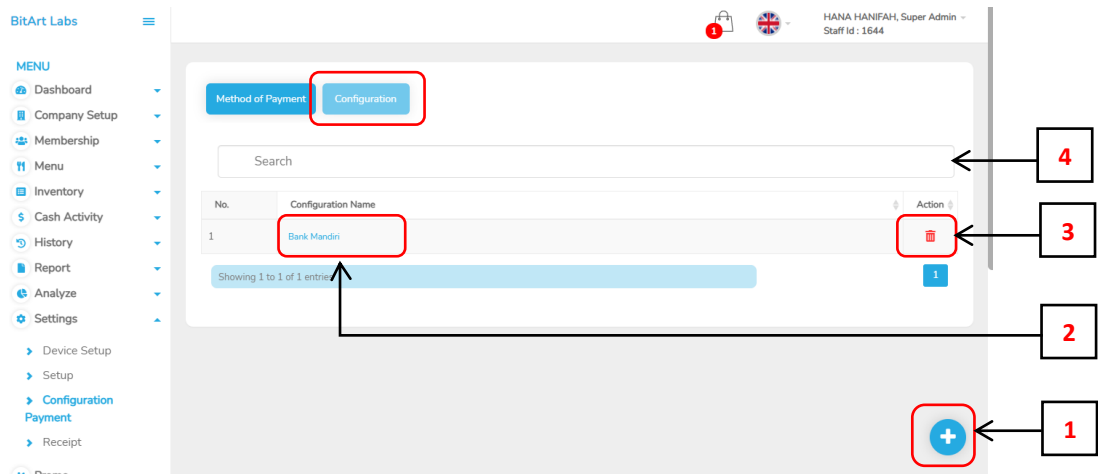 BitArt Labs
1
HANA HANIFAH, Super Admin
Staff Id : 1644
MENU
Dashboard
Company Setup
Membership
Menu
Inventory
Cash Activity
History
Report
Analyze
Settings
Device Setup
Setup
Configuration
Payment
Receipt
Method of Payment
Configuration
Search
No.
Configuration Name
Action
1
Bank Mandiri
Showing 1 to 1 of 1 entries
1
4
3
2
1